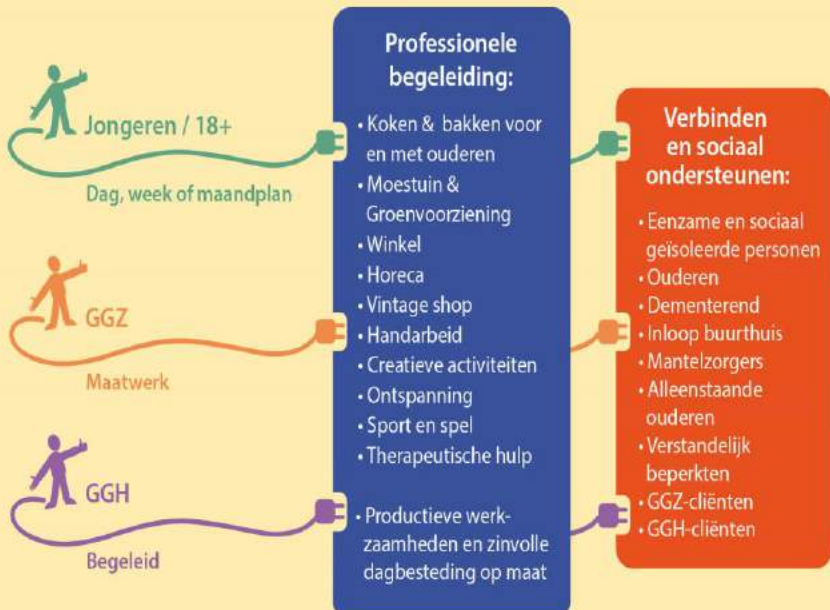 Jongeren / 18+
Dag, week of maandplan
GGZ
Maatwerk
GGH
Begeleid
Professionele
begeleiding:
• Koken & bakken voor
en met ouderen
• Moestuin &
Groenvoorziening
• Winkel
• Horeca
• Vintage shop
• Handarbeid
• Creatieve activiteiten
• Ontspanning
• Sport en spel
• Therapeutische hulp
• Productieve werk-
zaamheden en zinvolle
dagbesteding op maat
Verbinden
en sociaal
ondersteunen:
• Eenzame en sociaal
geïsoleerde personen
• Ouderen
• Dementerend
• Inloop buurthuis
• Mantelzorgers
• Alleenstaande
ouderen
• Verstandelijk
beperkten
• GGZ-cliënten
• GGH-cliënten